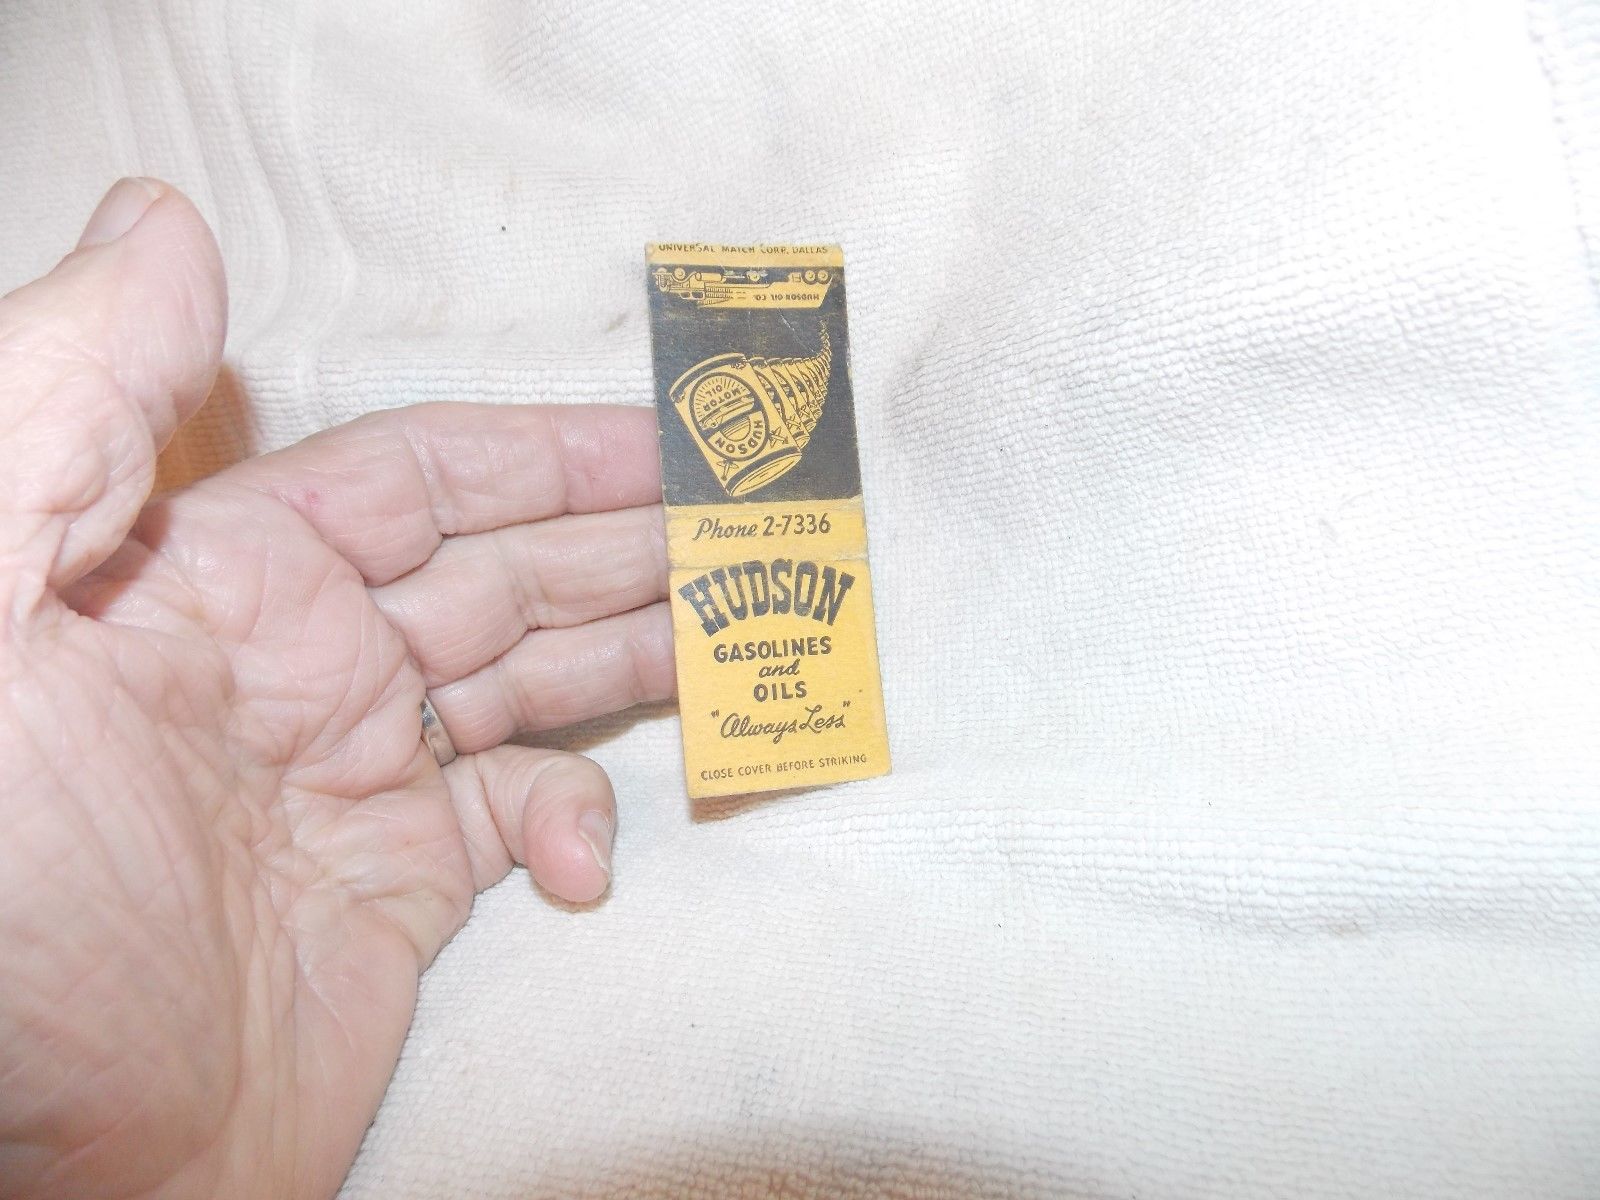 UNIVERSAL MATCH CORP. DALLAS
HUDSON OIL CO.
HUDSON
MOTOR
OIL
Phone 2-7336
HUDSON
GASOLINES
and
OILS
"Always Less"
CLOSE COVER BEFORE STRIKING